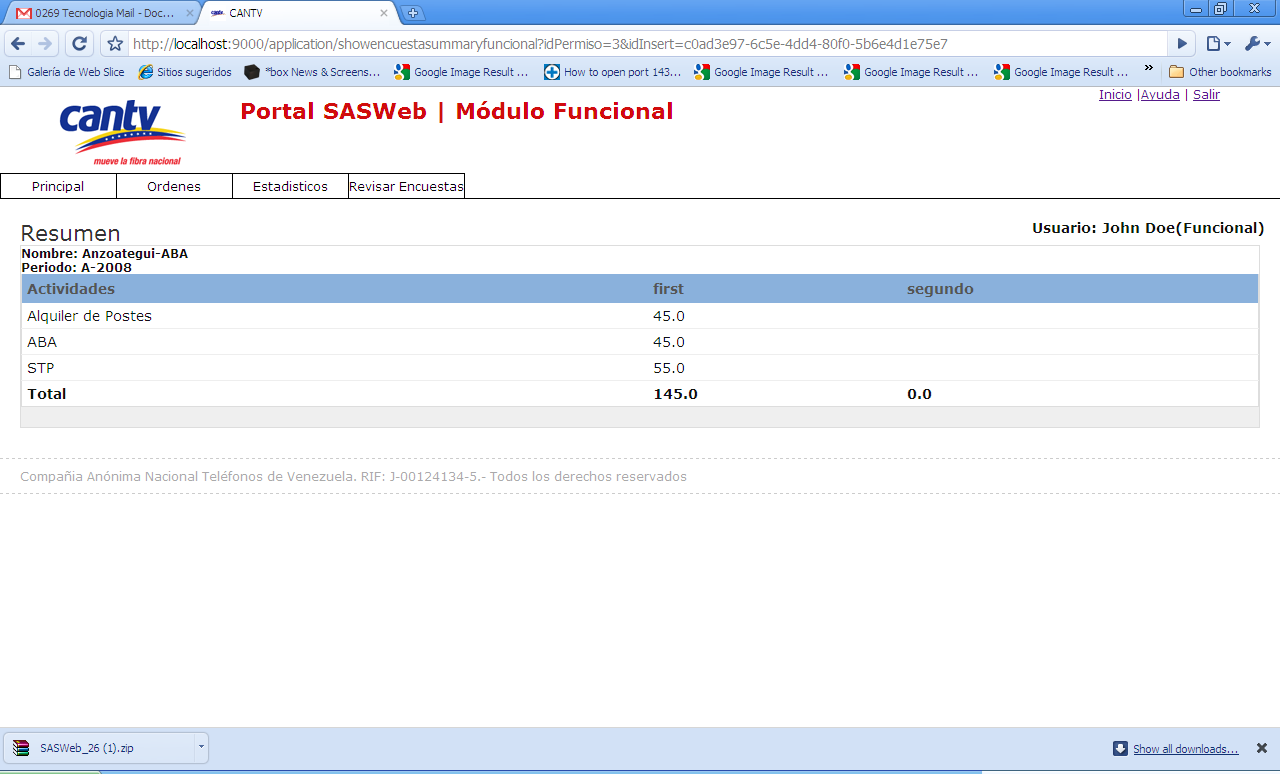 0269 Tecnologia Mail - Doc...
CANTV
http://localhost:9000/application/showencuestasummaryfuncional?idPermiso=3&idInsert=c0ad3e97-6c5e-4dd4-80f0-5b6e4d1e75e7
Galería de Web Slice Sitios sugeridos *box News & Screens... Google Image Result ... How to open port 143... Google Image Result ... Google Image Result ... Google Image Result ... » Other bookmarks
Inicio |Ayuda | Salir
cantv
mueve la fibra nacional
Portal SASWeb | Módulo Funcional
Principal Ordenes Estadisticos Revisar Encuestas
Usuario: John Doe(Funcional)
Resumen
Nombre: Anzoategui-ABA
Periodo: A-2008
Actividades first segundo
Alquiler de Postes 45.0
ABA 45.0
STP 55.0
Total 145.0 0.0
Compañia Anónima Nacional Teléfonos de Venezuela. RIF: J-00124134-5.- Todos los derechos reservados
SASWeb_26 (1).zip
Show all downloads...